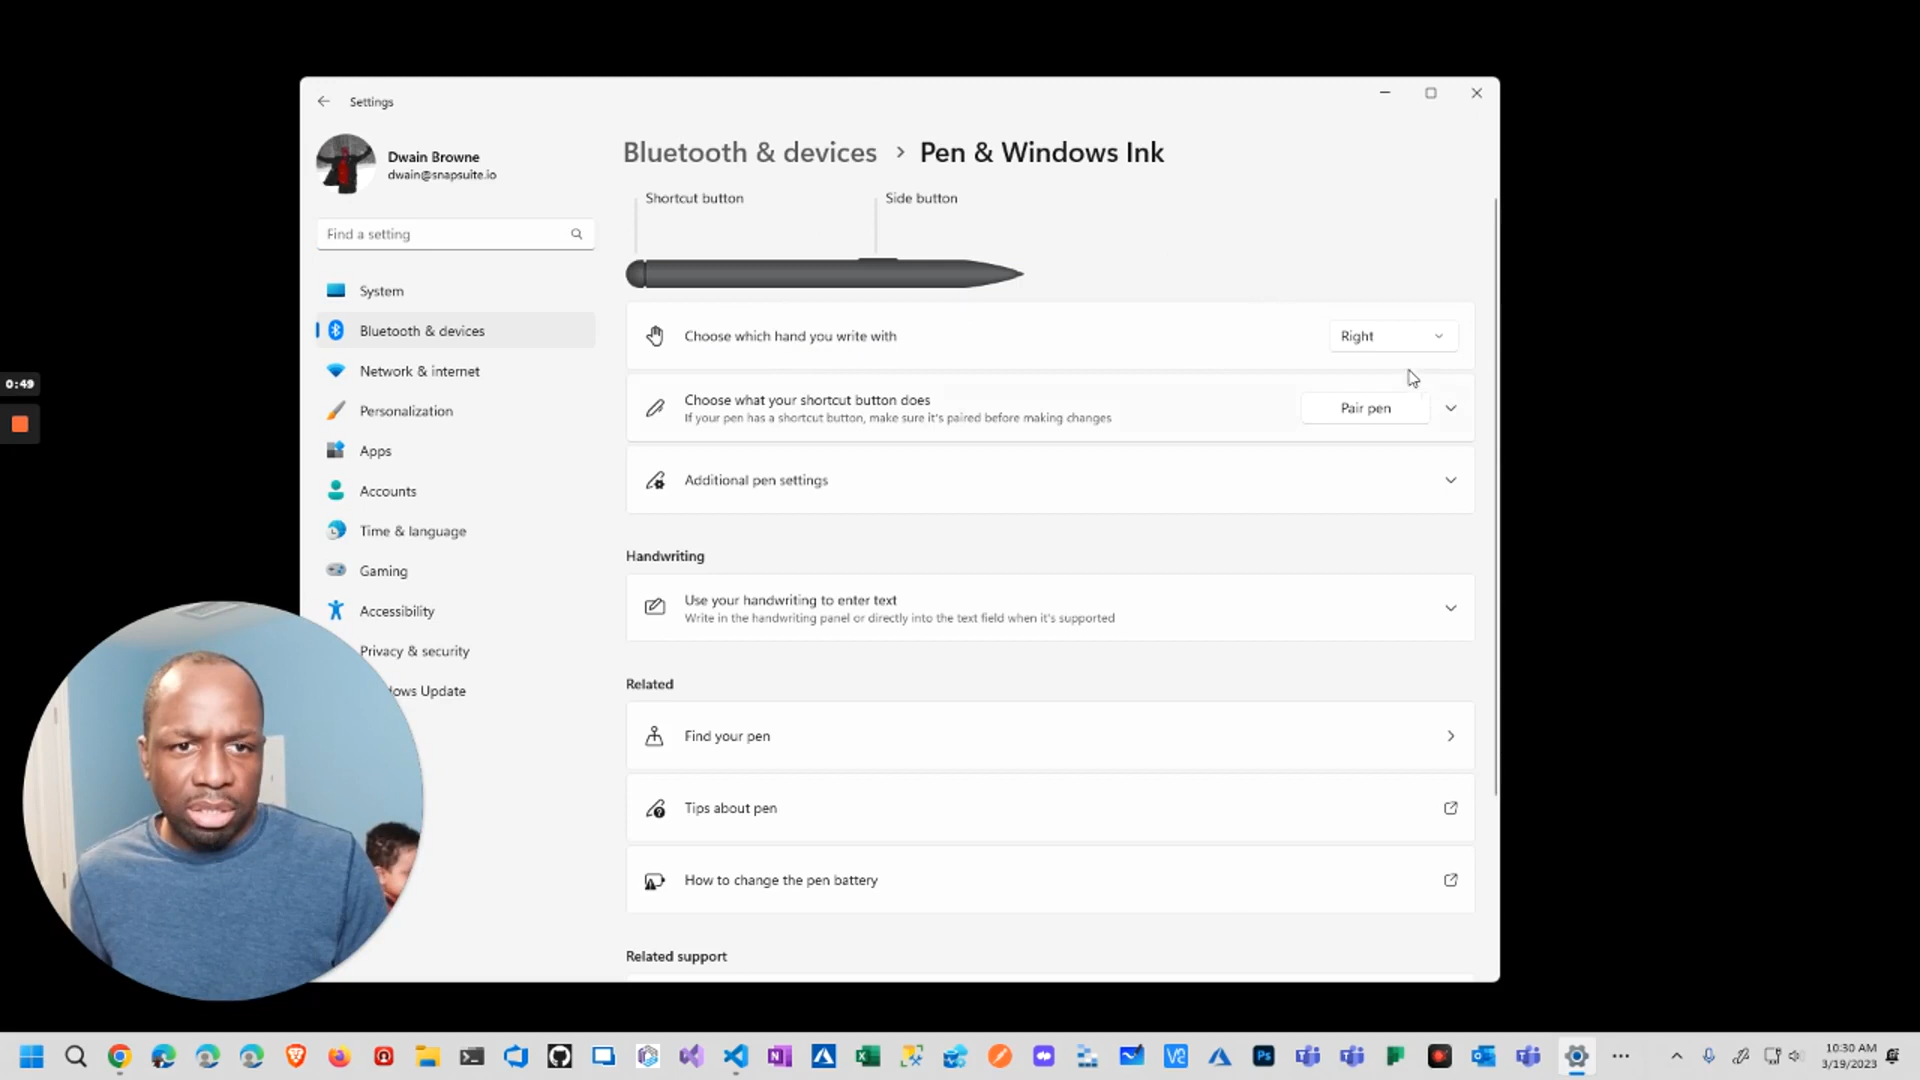 Settings
Dwain Browne
dwain@snapsuite.io
Find a setting
System
Bluetooth & devices
Network & internet
Personalization
Apps
Accounts
Time & language
Gaming
Accessibility
Privacy & security
dows Update
Bluetooth & devices > Pen & Windows Ink
Shortcut button
Side button
Choose which hand you write with
Right
Choose what your shortcut button does
If your pen has a shortcut button, make sure it's paired before making changes
Pair pen
Additional pen settings
Handwriting
Use your handwriting to enter text
Write in the handwriting panel or directly into the text field when it's supported
Related
Find your pen
Tips about pen
How to change the pen battery
Related support
0:49
Ps
10:30 AM
3/19/2023